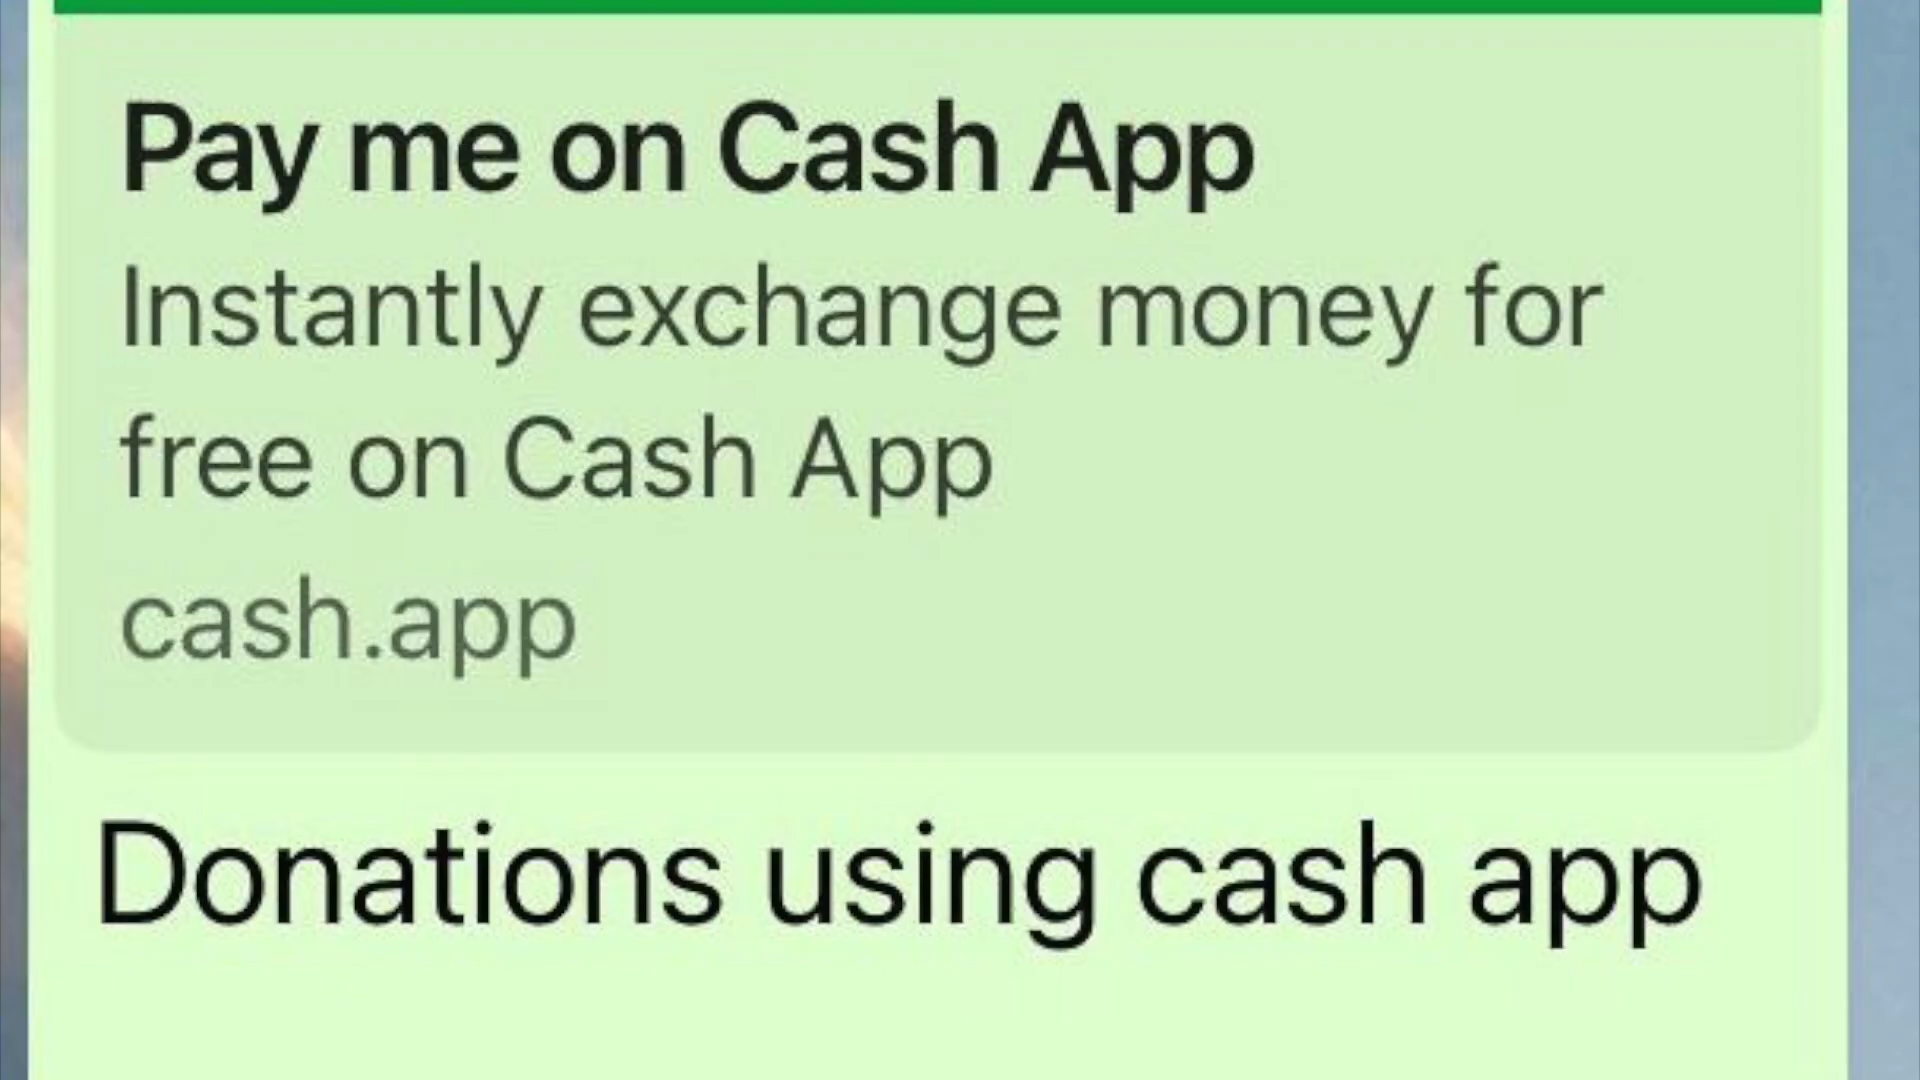 Pay me on Cash App
Instantly exchange money for
free on Cash App
cash.app
Donations using cash app